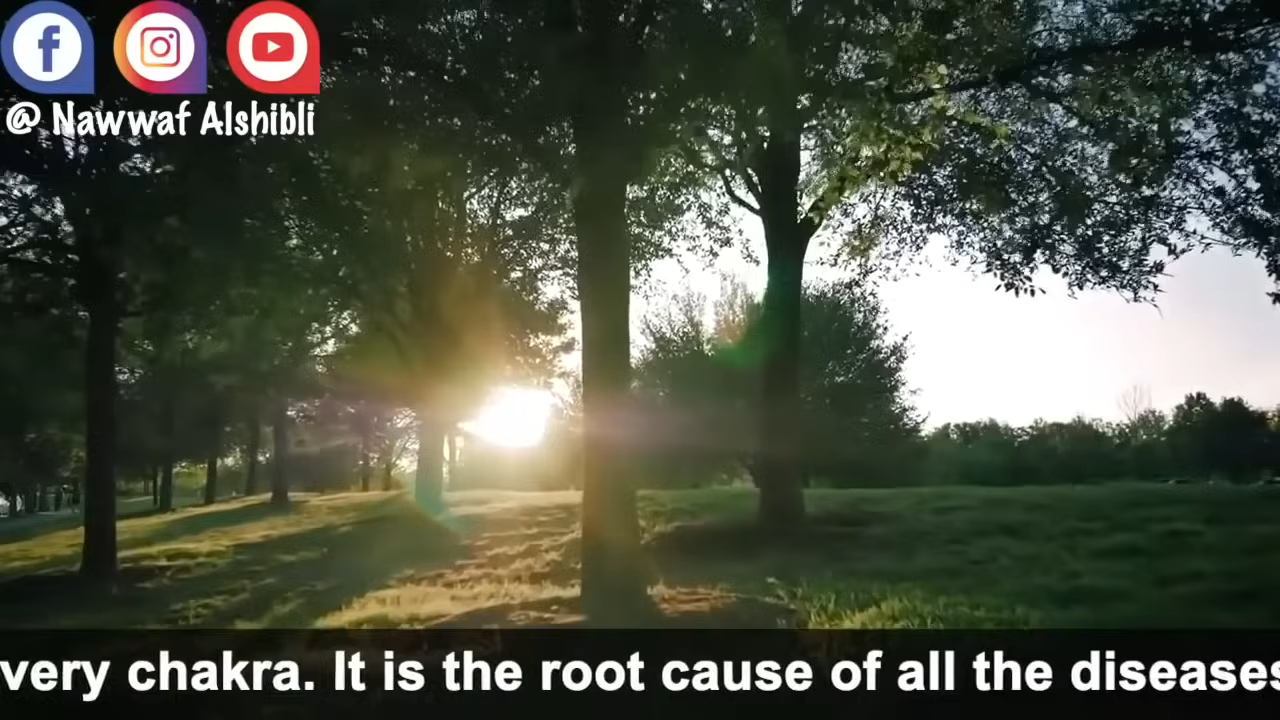 @ Nawwaf Alshibli
very chakra. It is the root cause of all the diseases